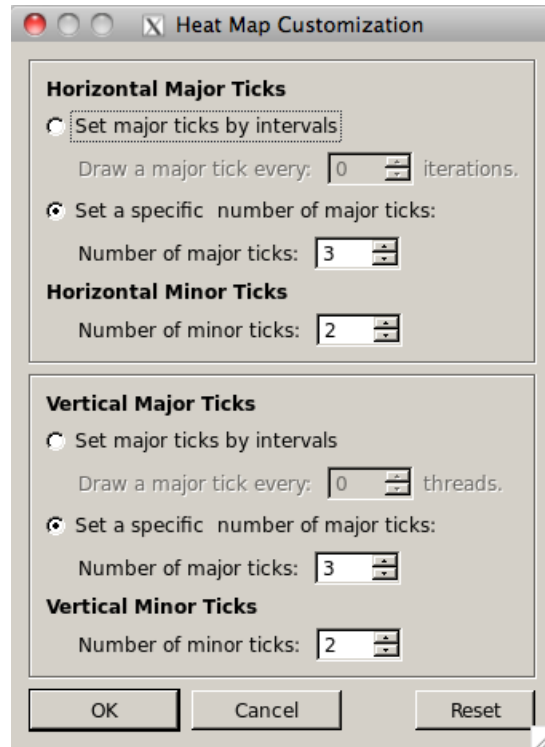 Heat Map Customization
Horizontal Major Ticks
Set major ticks by intervals
Draw a major tick every: 0 iterations.
Set a specific number of major ticks:
Number of major ticks: 3
Horizontal Minor Ticks
Number of minor ticks: 2
Vertical Major Ticks
Set major ticks by intervals
Draw a major tick every: 0 threads.
Set a specific number of major ticks:
Number of major ticks: 3
Vertical Minor Ticks
Number of minor ticks: 2
OK Cancel Reset